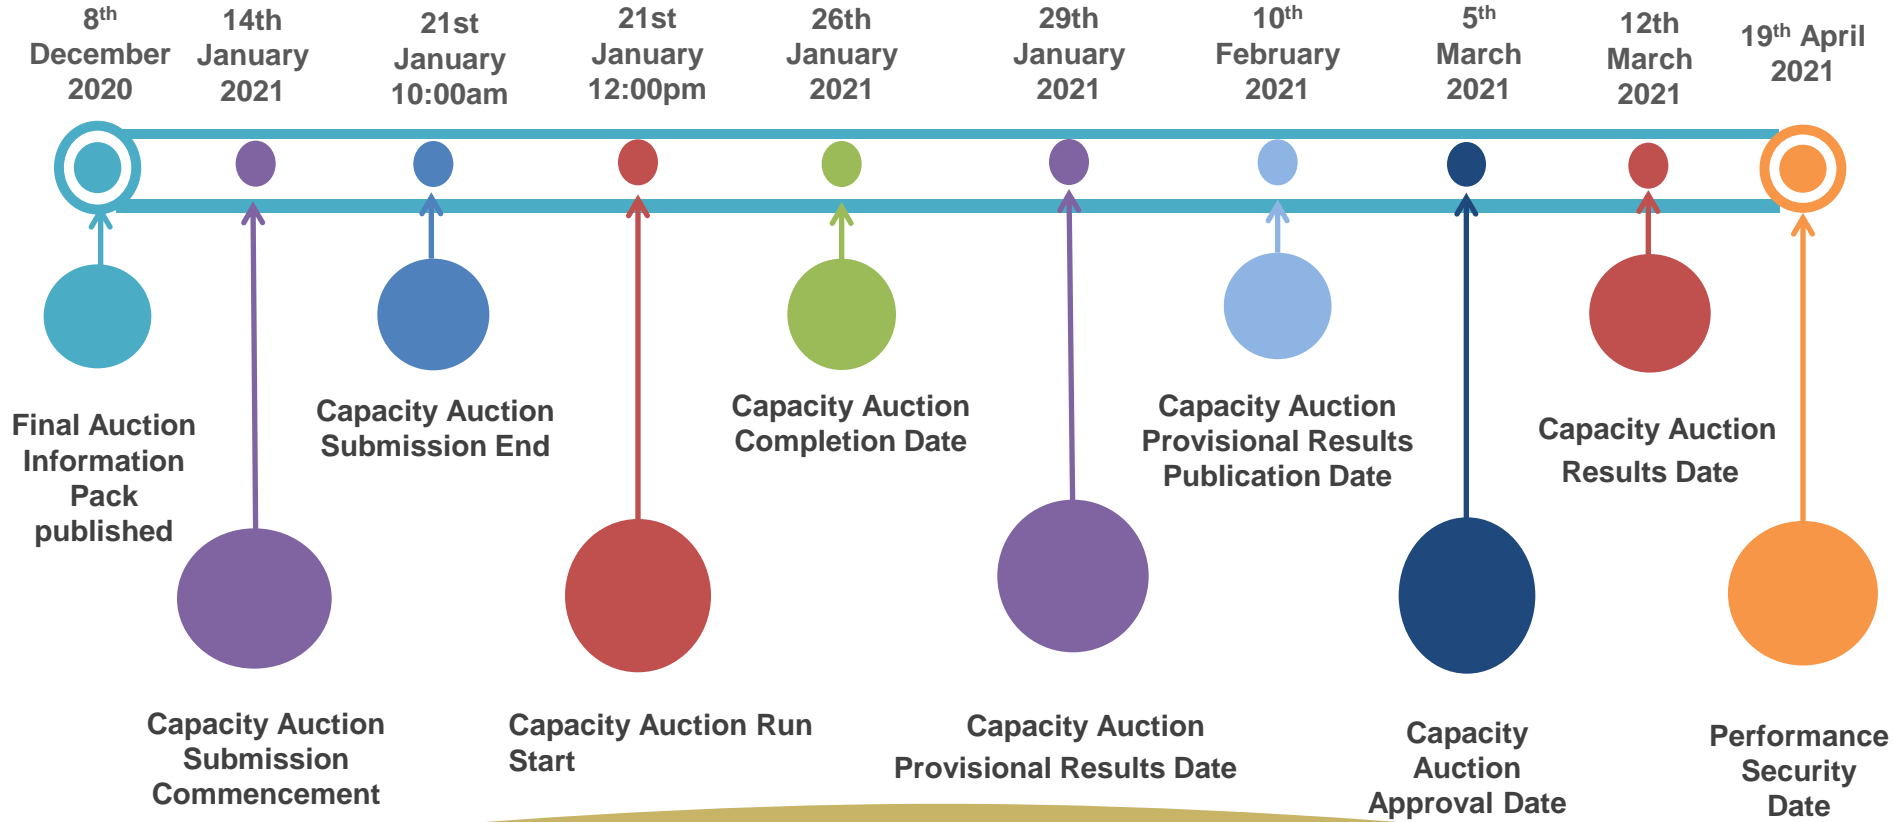 8th
December
2020
14th
January
2021
21st
January
10:00am
21st
January
12:00pm
26th
January
2021
29th
January
2021
10th
February
2021
5th
March
2021
12th
March
2021
19th April
2021
Final Auction
Information
Pack
published
Capacity Auction
Submission End
Capacity Auction
Completion Date
Capacity Auction
Provisional Results
Publication Date
Capacity Auction
Results Date
Capacity Auction
Submission
Commencement
Capacity Auction Run
Start
Capacity Auction
Provisional Results Date
Capacity
Auction
Approval Date
Performance
Security
Date